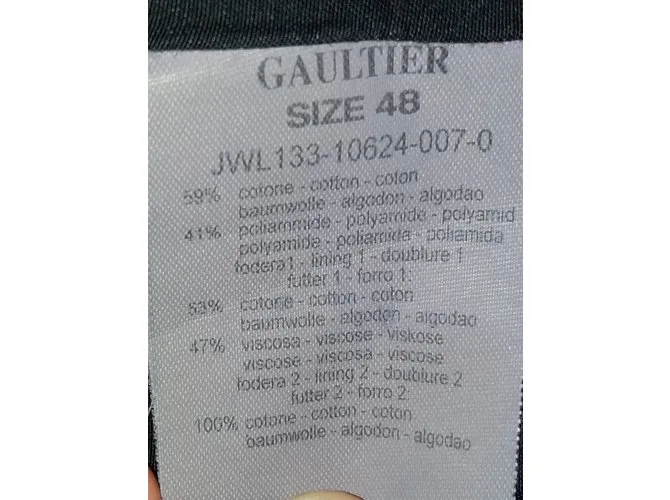 GAULTIER
SIZE 48
JWL133-10624-007-0
59% cotone - cotton - coton
baumwolle - algodon - algodao
41% poliammide - polyamide - polyamid
polyamide - poliamida - poliamida
fodera1 - lining 1 - doublure 1
futter 1 - forro 1:
53% cotone - cotton - coton
baumwolle - algodon - algodao
47% viscosa - viscose - viskose
viscose - viscosa - viscose
fodera 2 - lining 2 - doublure 2
futter 2 - forro 2:
100% cotone - cotton - coton
baumwolle - algodon - algodao